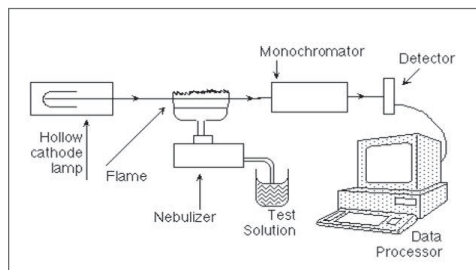 Monochromator
Detector
Hollow
cathode
lamp
Flame
Nebulizer
Test
Solution
Data
Processor